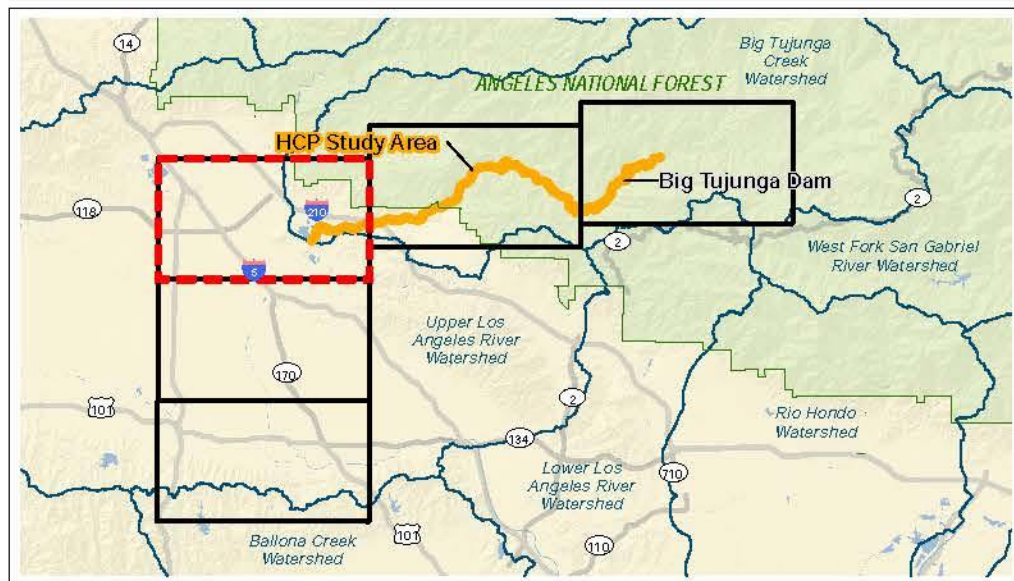 14
Big Tujunga
Creek
Watershed
ANGELES NATIONAL FOREST
HCP Study Area
Big Tujunga Dam
118
210
2
2
West Fork San Gabriel
River Watershed
5
Upper Los
Angeles River
Watershed
170
2
101
Rio Hondo
Watershed
134
Lower Los
Angeles River
Watershed
710
101
Ballona Creek
Watershed
110